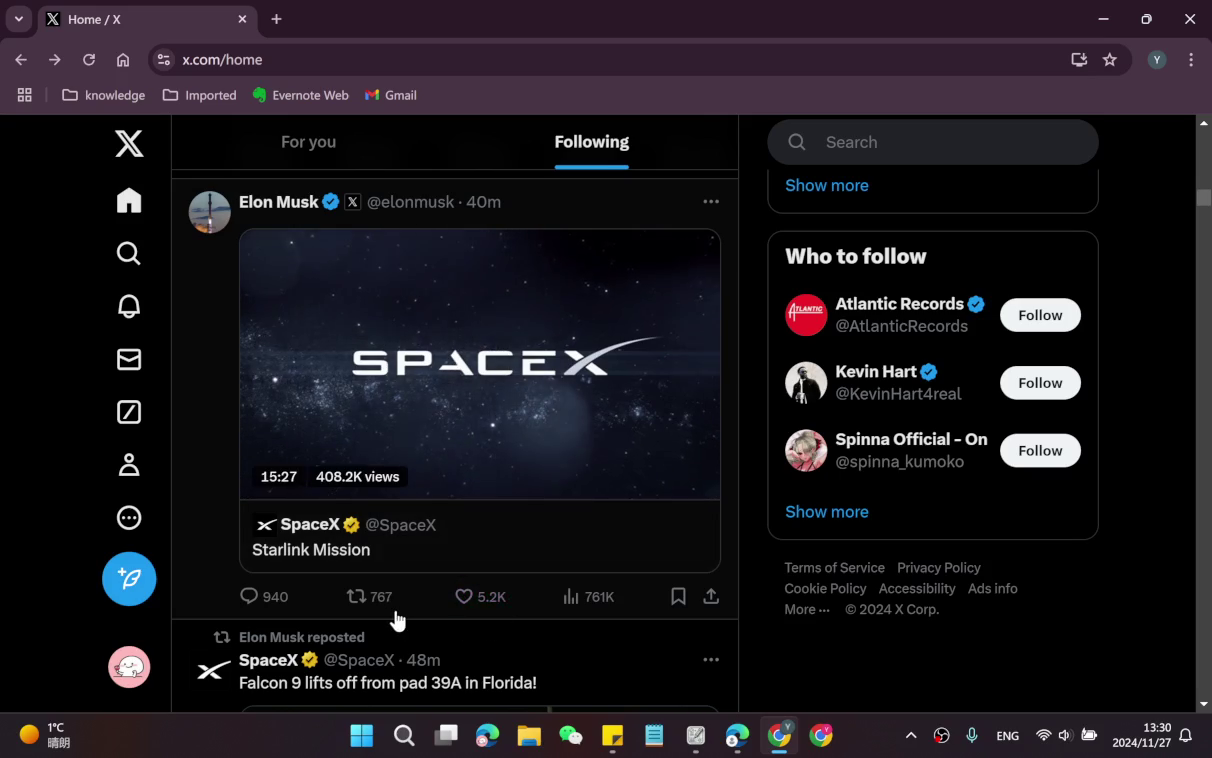 Home / X
x.com/home
Y
knowledge
Imported
Evernote Web
Gmail
For you
Following
Search
Show more
Elon Musk @elonmusk · 40m
SPACEX
15:27 408.2K views
SpaceX @SpaceX
Starlink Mission
940 767 5.2K 761K
Elon Musk reposted
SpaceX @SpaceX · 48m
Falcon 9 lifts off from pad 39A in Florida!
Who to follow
ATLANTIC
Atlantic Records
@AtlanticRecords
Follow
Kevin Hart
@KevinHart4real
Follow
Spinna Official - On
@spinna_kumoko
Follow
Show more
Terms of Service Privacy Policy
Cookie Policy Accessibility Ads info
More ··· © 2024 X Corp.
1°C
晴朗
ENG
13:30
2024/11/27